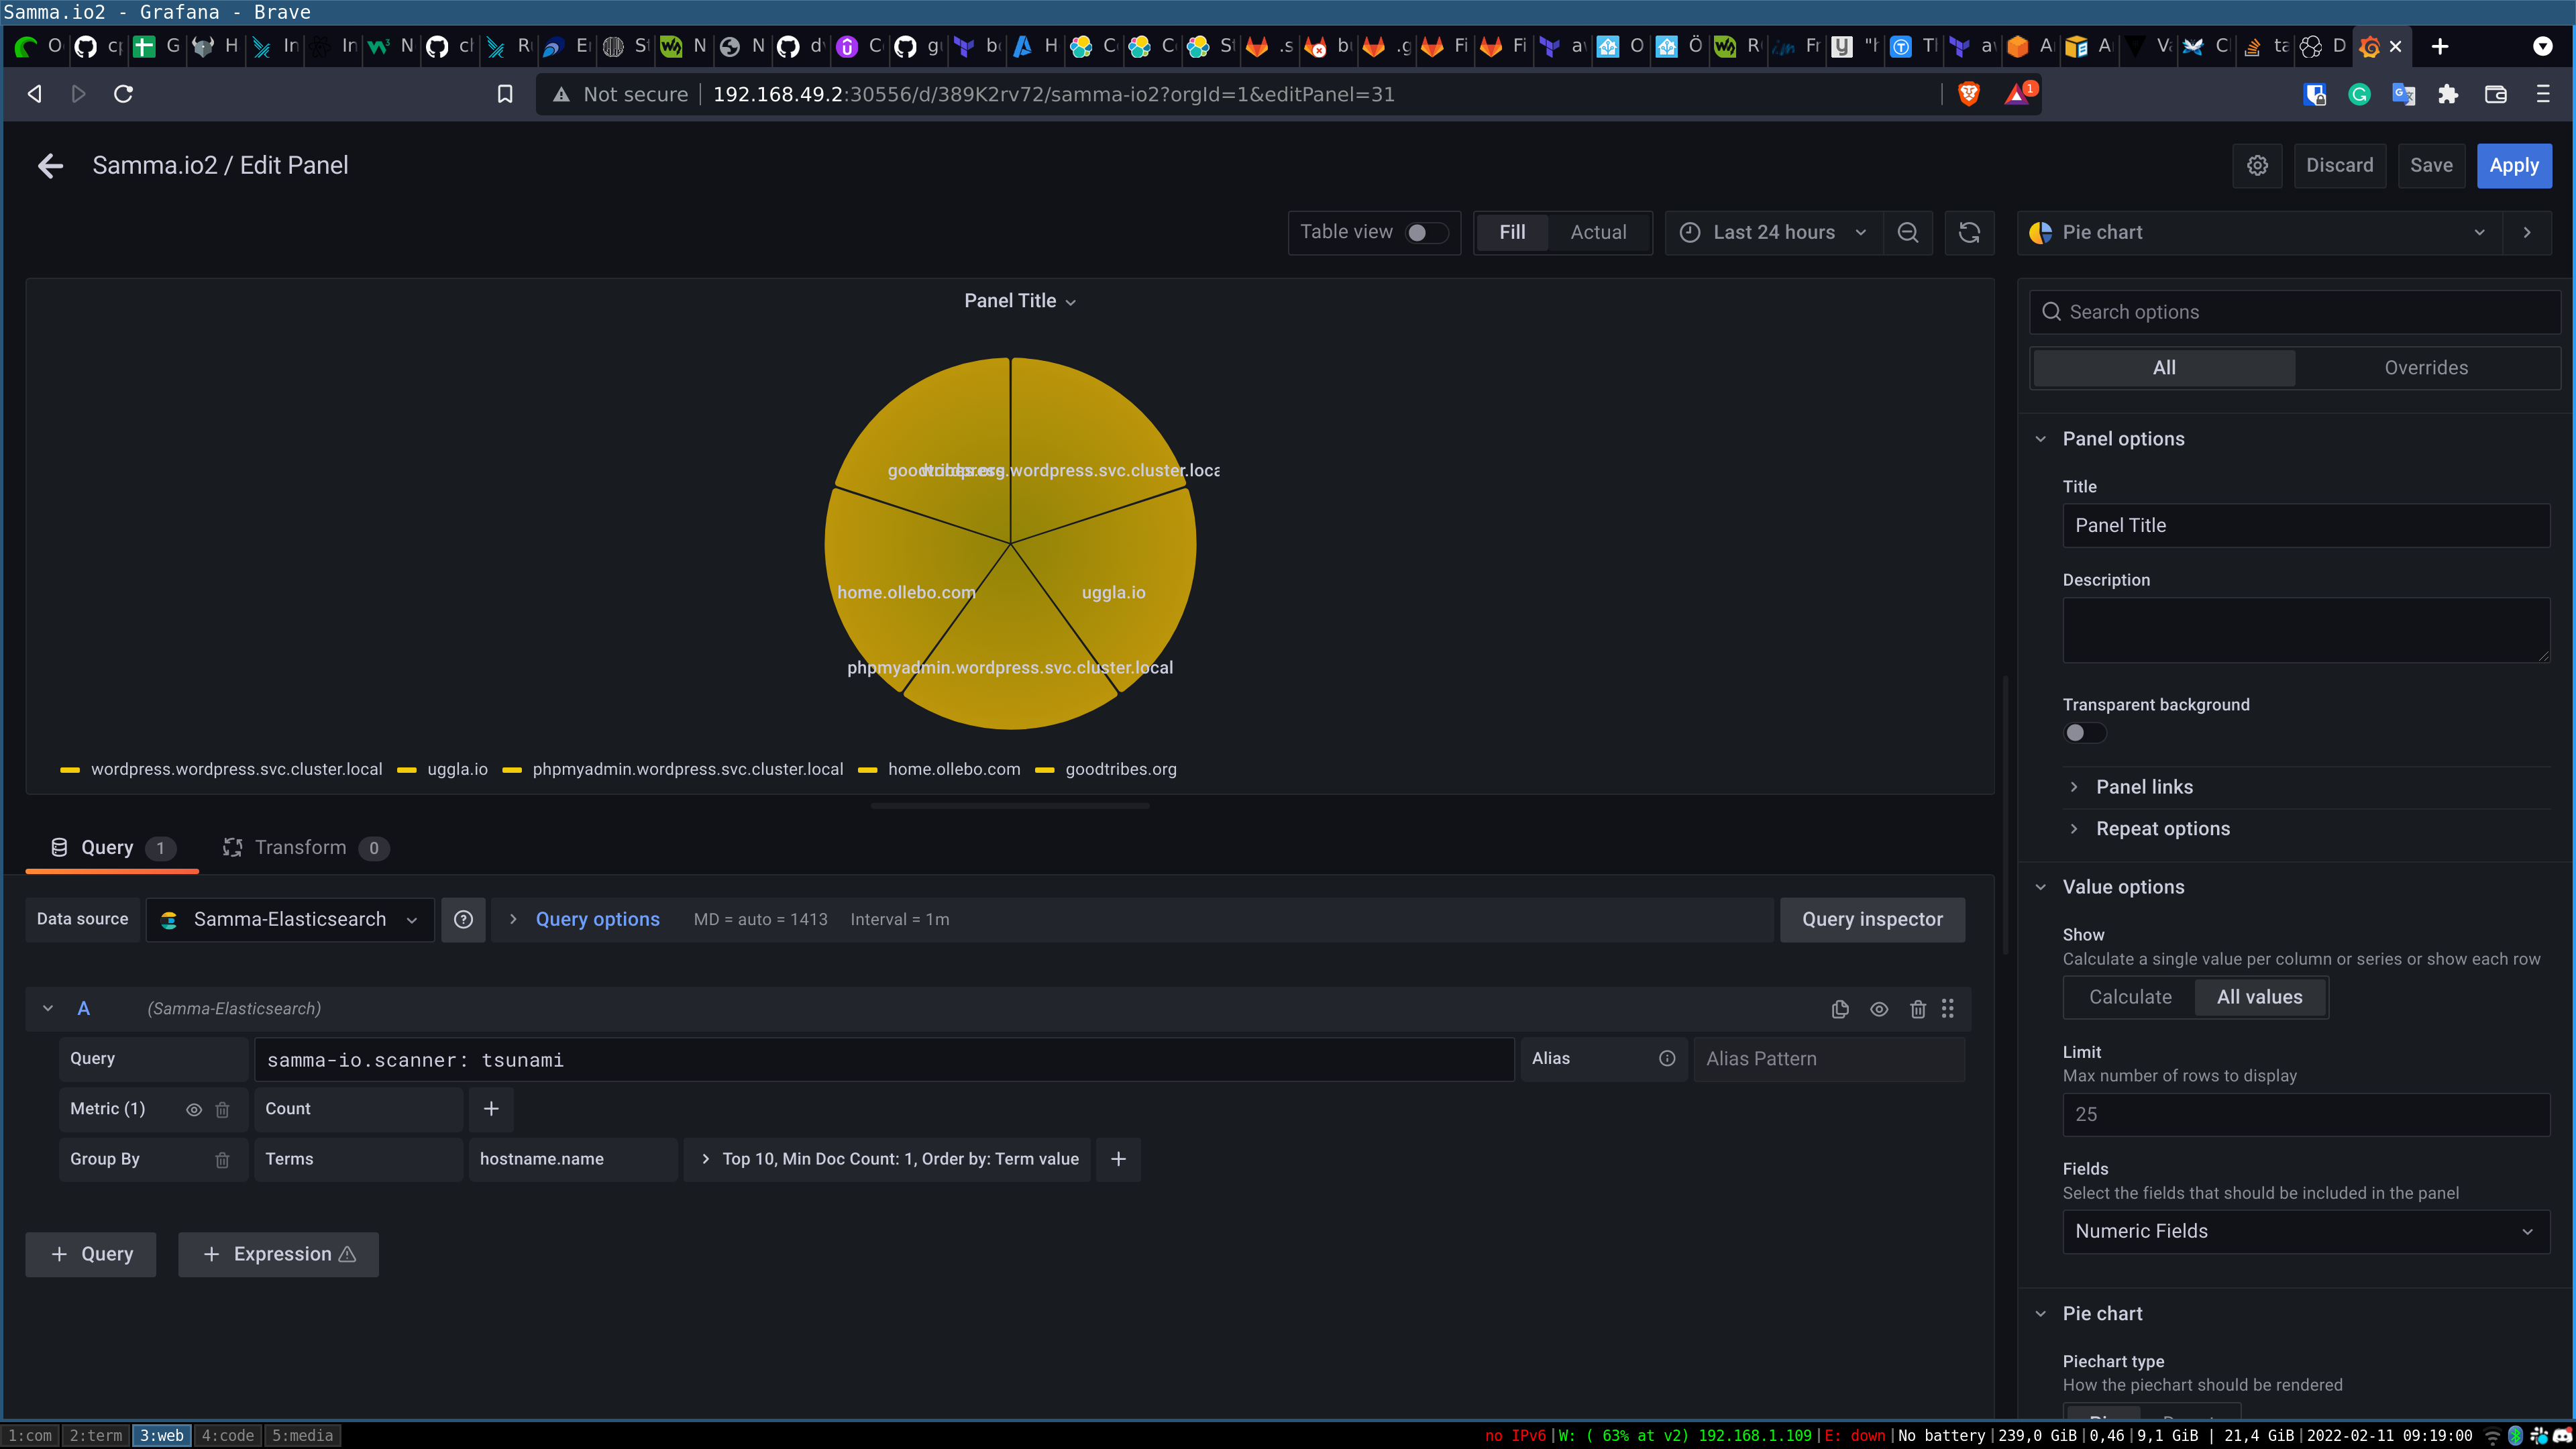 Samma.io2 - Grafana - Brave
Not secure 192.168.49.2:30556/d/389K2rv72/samma-io2?orgId=1&editPanel=31
1
Samma.io2 / Edit Panel
Discard
Save
Apply
Table view
Fill
Actual
Last 24 hours
Pie chart
Panel Title
Search options
All
Overrides
goodtribes.org
wordpress.wordpress.svc.cluster.loca
home.ollebo.com
uggla.io
phpmyadmin.wordpress.svc.cluster.local
wordpress.wordpress.svc.cluster.local uggla.io phpmyadmin.wordpress.svc.cluster.local home.ollebo.com goodtribes.org
Panel options
Title
Panel Title
Description
Transparent background
Panel links
Repeat options
Value options
Show
Calculate a single value per column or series or show each row
Calculate
All values
Limit
Max number of rows to display
25
Fields
Select the fields that should be included in the panel
Numeric Fields
Pie chart
Piechart type
How the piechart should be rendered
Query 1
Transform 0
Data source
Samma-Elasticsearch
Query options MD = auto = 1413 Interval = 1m
Query inspector
A (Samma-Elasticsearch)
Query samma-io.scanner: tsunami Alias Alias Pattern
Metric (1) Count
Group By Terms hostname.name Top 10, Min Doc Count: 1, Order by: Term value
Query
Expression
1:com 2:term 3:web 4:code 5:media
no IPv6|W: ( 63% at v2) 192.168.1.109|E: down|No battery|239,0 GiB|0,46|9,1 GiB | 21,4 GiB|2022-02-11 09:19:00